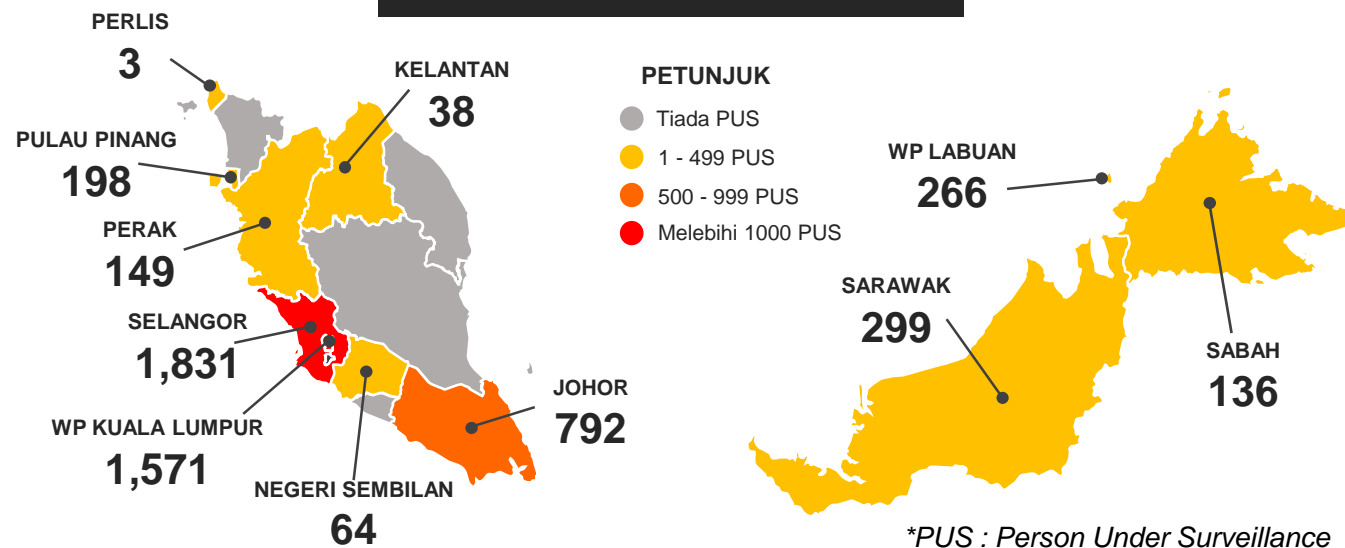 PERLIS
3
KELANTAN
38
PULAU PINANG
198
PERAK
149
SELANGOR
1,831
WP KUALA LUMPUR
1,571
NEGERI SEMBILAN
64
JOHOR
792
PETUNJUK
Tiada PUS
1 - 499 PUS
500 - 999 PUS
Melebihi 1000 PUS
WP LABUAN
266
SARAWAK
299
SABAH
136
*PUS : Person Under Surveillance